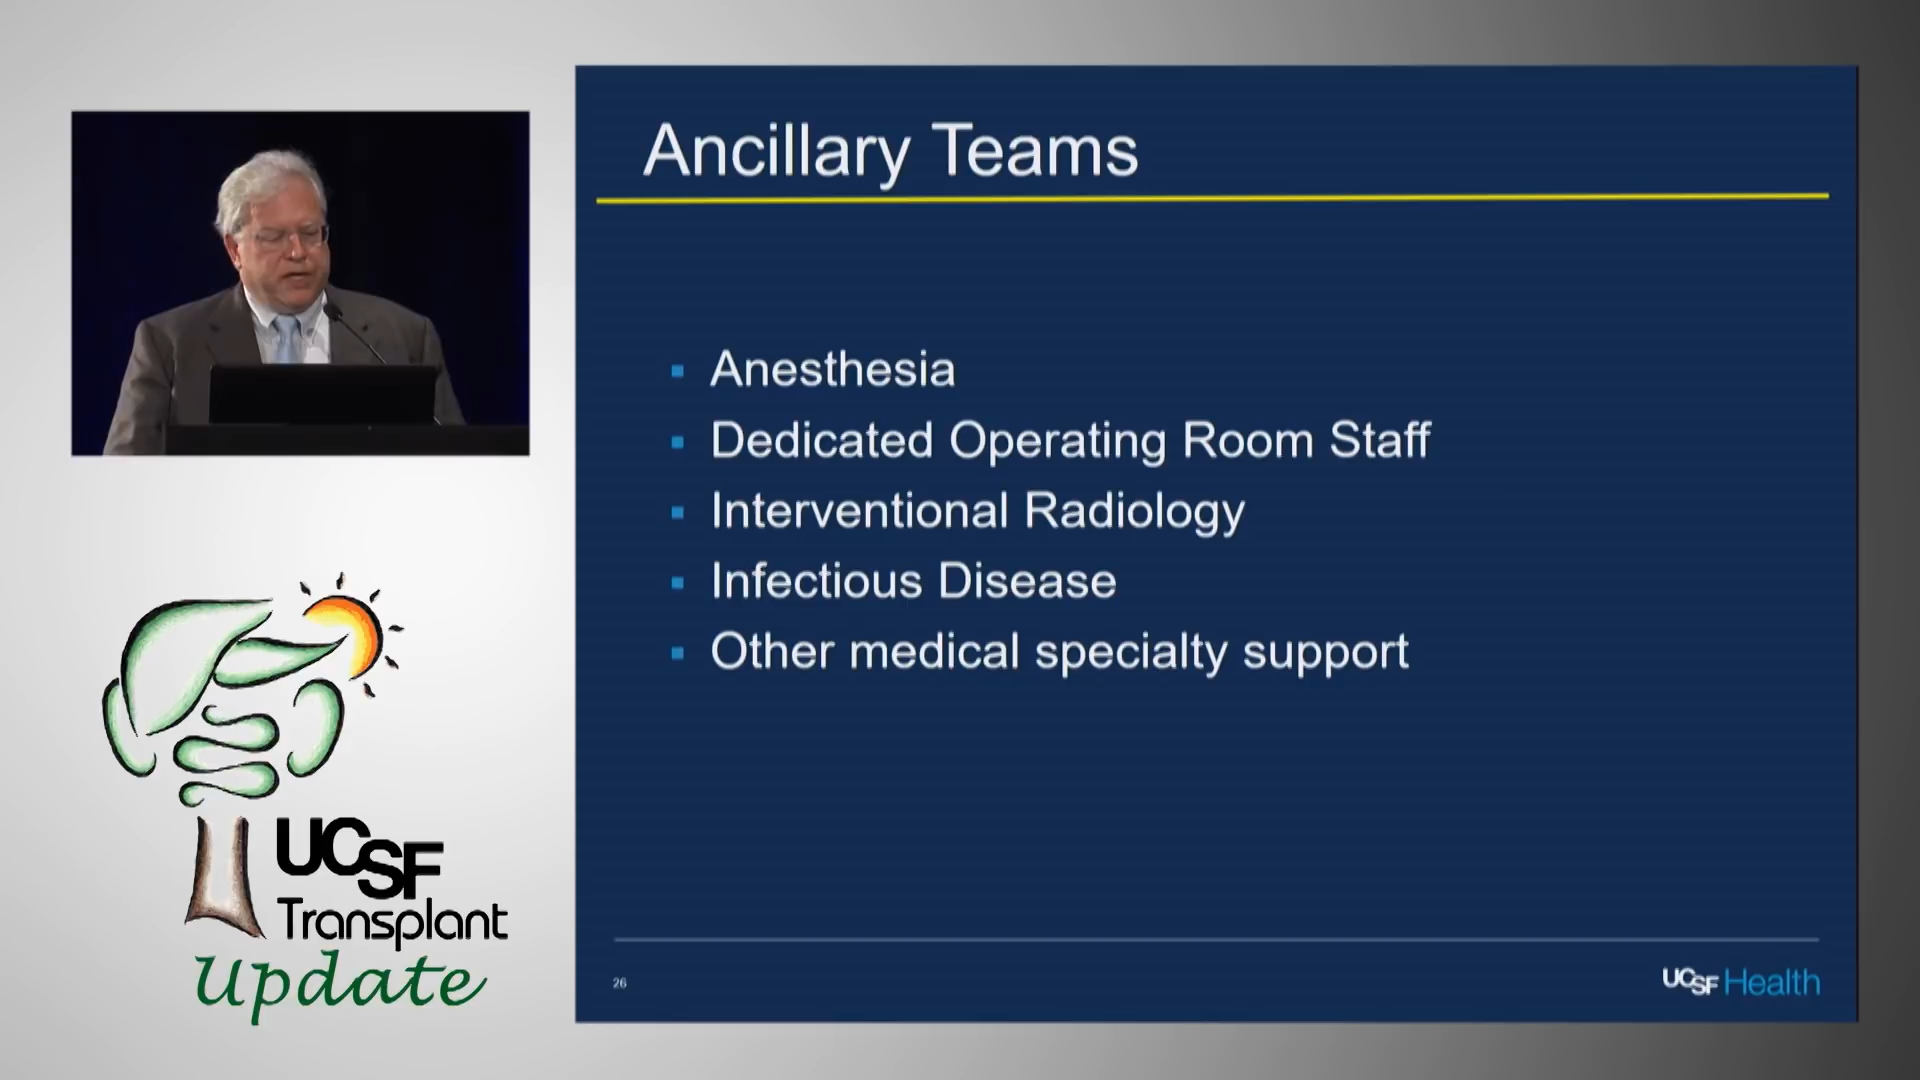 Ancillary Teams
Anesthesia
Dedicated Operating Room Staff
Interventional Radiology
Infectious Disease
Other medical specialty support
26
UCSF Health
UCSF
Transplant
Update